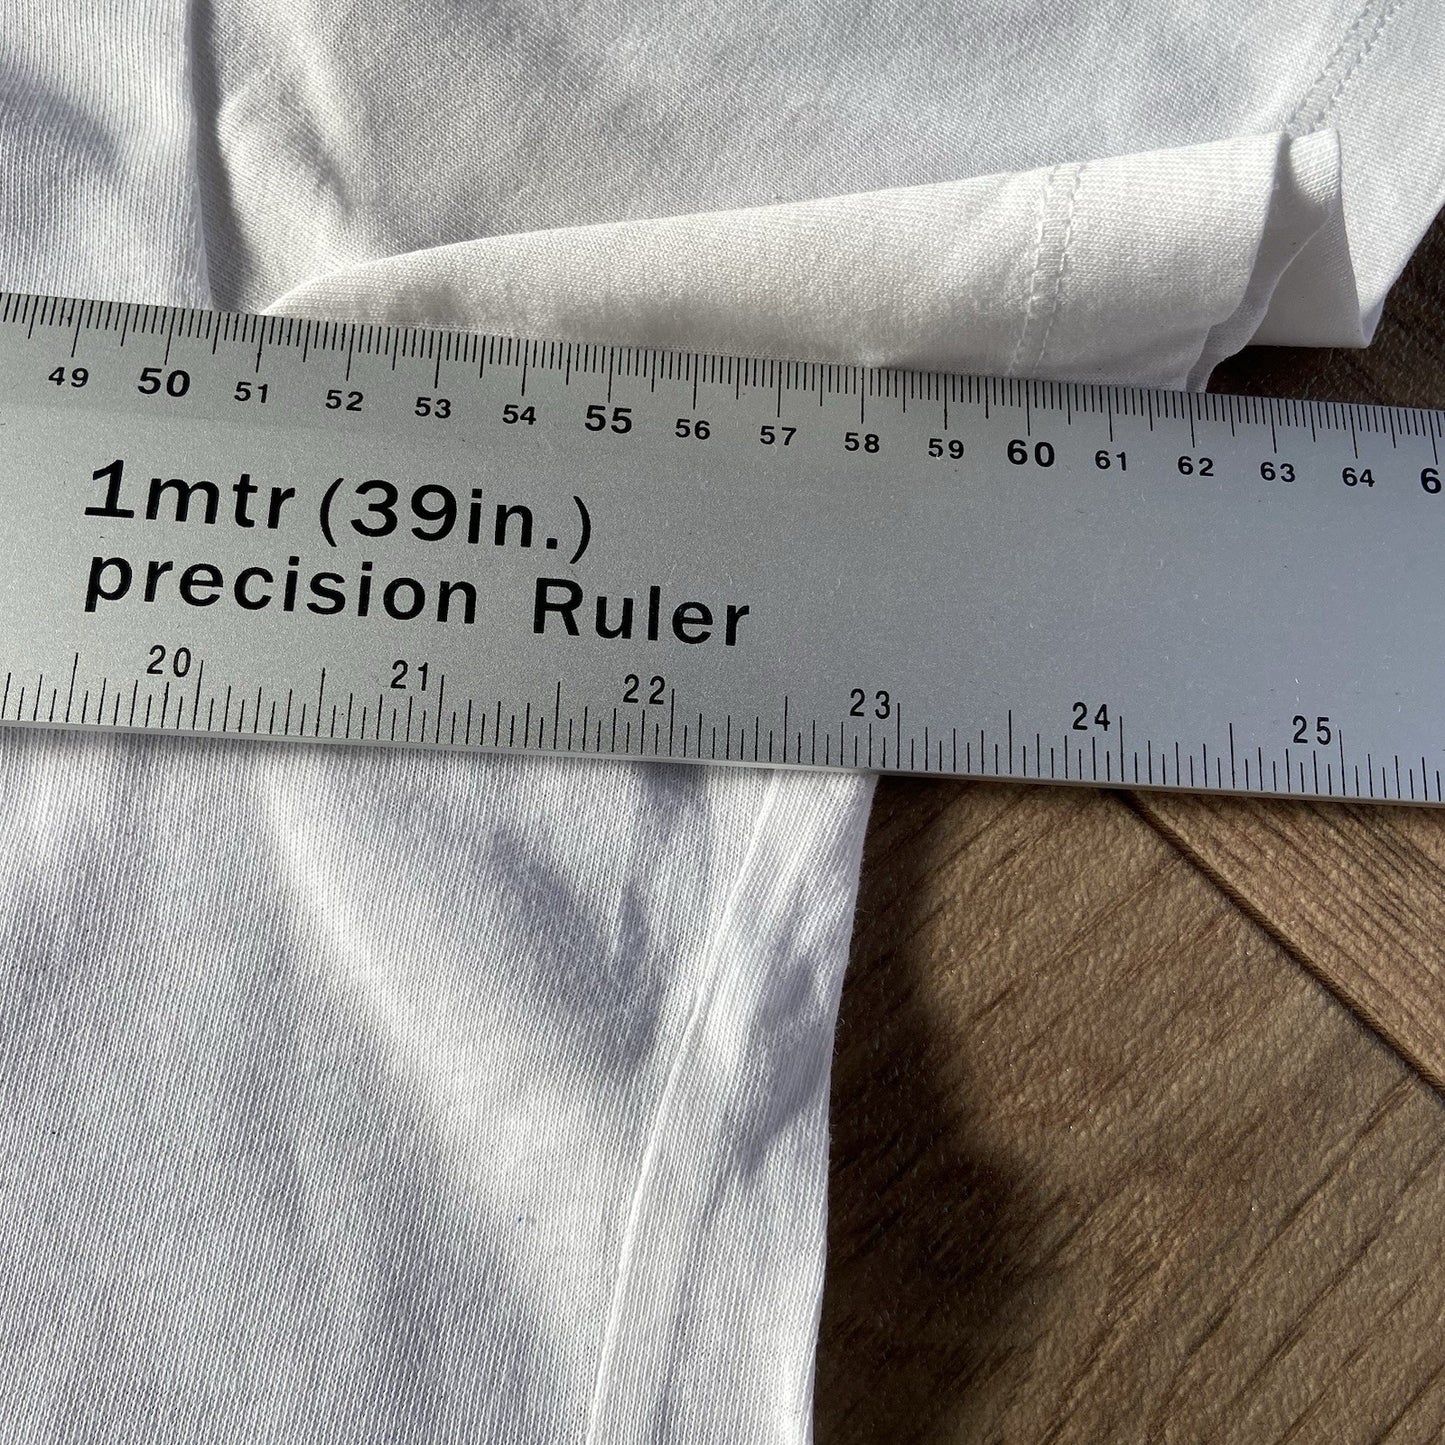 49 50 51 52 53 54 55 56 57 58 59 60 61 62 63 64 6
1mtr (39in.)
precision Ruler
20 21 22 23 24 25